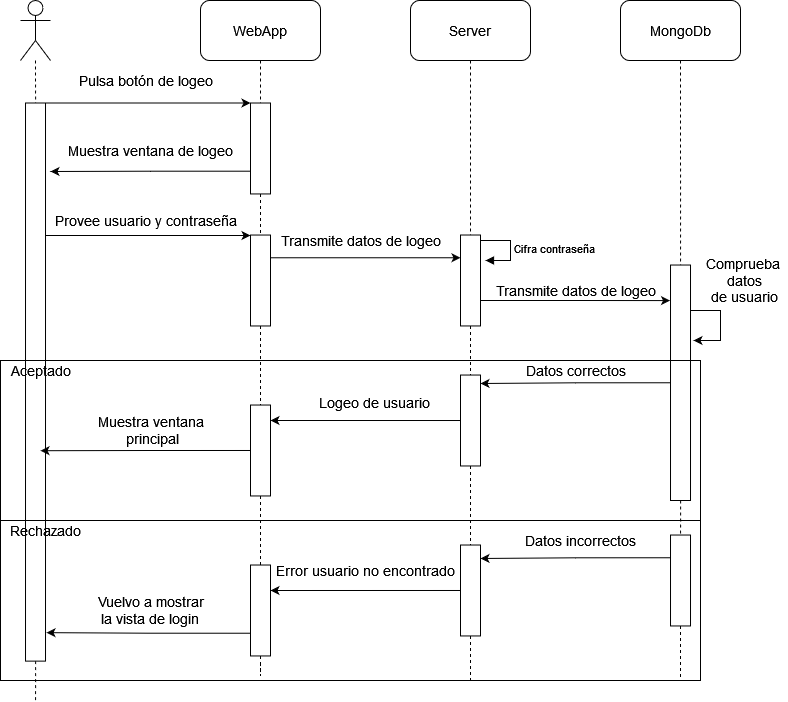 WebApp
Server
MongoDb
Pulsa botón de logeo
Muestra ventana de logeo
Provee usuario y contraseña
Transmite datos de logeo
Cifra contraseña
Comprueba
datos
de usuario
Transmite datos de logeo
Aceptado
Datos correctos
Logeo de usuario
Muestra ventana
principal
Rechazado
Datos incorrectos
Error usuario no encontrado
Vuelvo a mostrar
la vista de login